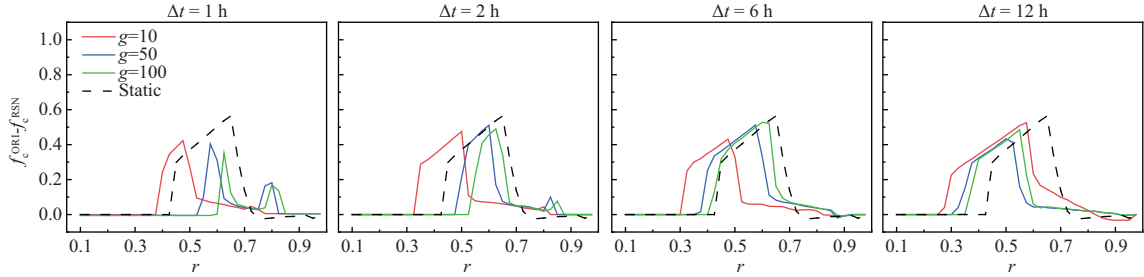 Δt = 1 h Δt = 2 h Δt = 6 h Δt = 12 h
1.0
0.8
0.6
0.4
0.2
0.0
f_c^ORI-f_c^RSN
g=10
g=50
g=100
Static
0.1 0.3 0.5 0.7 0.9 0.1 0.3 0.5 0.7 0.9 0.1 0.3 0.5 0.7 0.9 0.1 0.3 0.5 0.7 0.9
r r r r